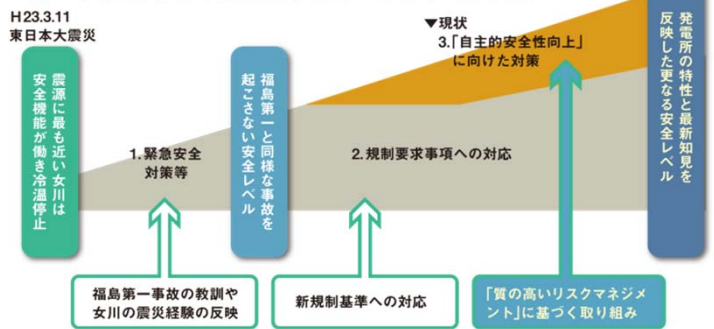 H23.3.11
東日本大震災
震源に最も近い女川は
安全機能が働き冷温停止
1.緊急安全
対策等
福島第一と同様な事故を
起こさない安全レベル
▼現状
3.「自主的安全性向上」
に向けた対策
2.規制要求事項への対応
発電所の特性と最新知見を
反映した更なる安全レベル
福島第一事故の教訓や
女川の震災経験の反映
新規制基準への対応
「質の高いリスクマネジメ
ント」に基づく取り組み